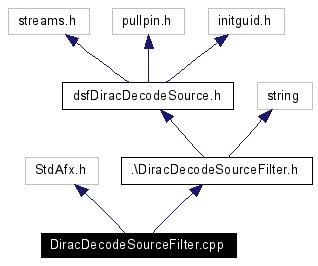 streams.h
pullpin.h
initguid.h
dsfDiracDecodeSource.h
string
StdAfx.h
.\DiracDecodeSourceFilter.h
DiracDecodeSourceFilter.cpp